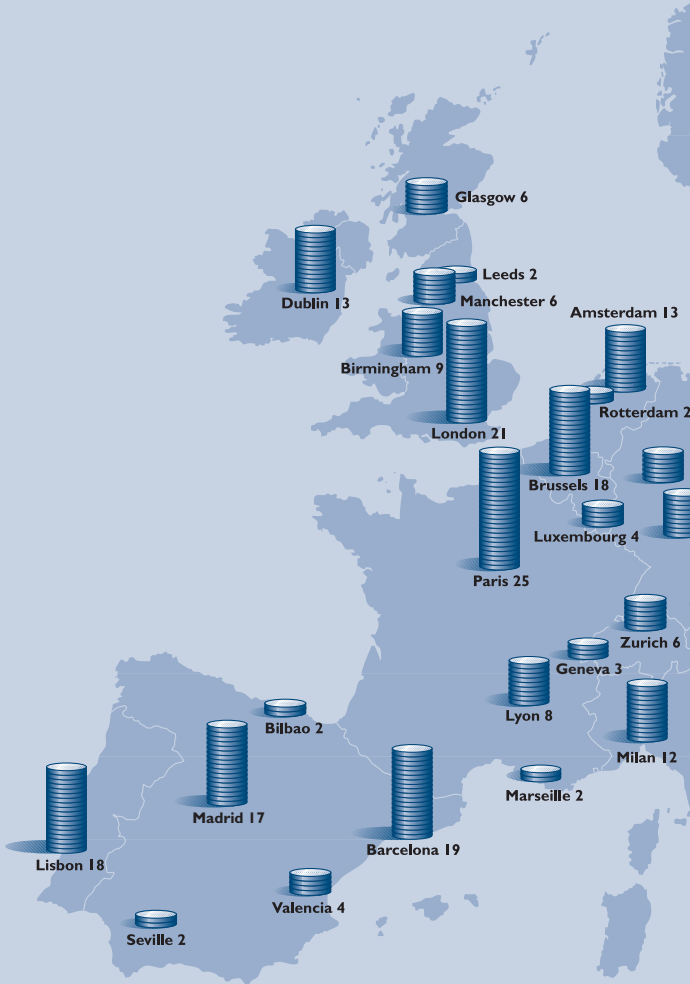 Glasgow 6
Leeds 2
Dublin 13
Manchester 6
Amsterdam 13
Birmingham 9
Rotterdam 2
London 21
Brussels 18
Luxembourg 4
Paris 25
Zurich 6
Geneva 3
Lyon 8
Bilbao 2
Milan 12
Marseille 2
Madrid 17
Barcelona 19
Lisbon 18
Valencia 4
Seville 2